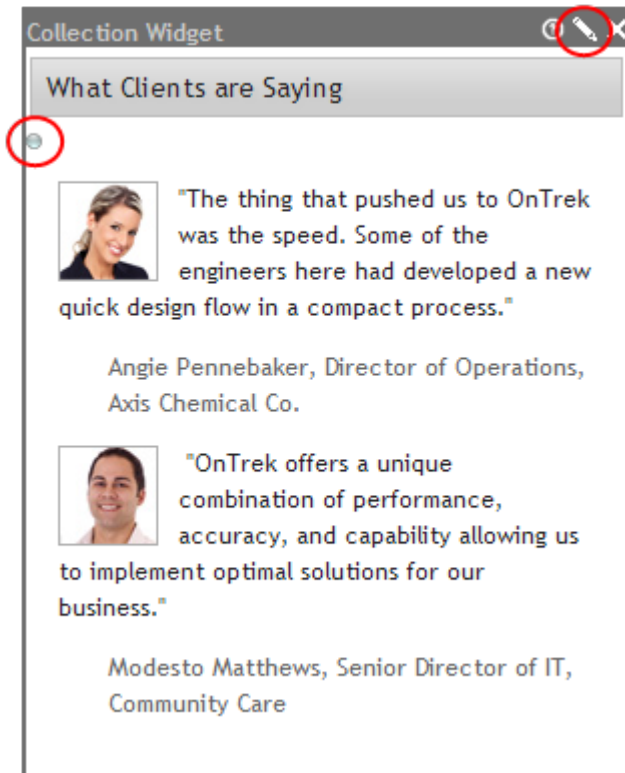 Collection Widget
What Clients are Saying
"The thing that pushed us to OnTrek
was the speed. Some of the
engineers here had developed a new
quick design flow in a compact process."
Angie Pennebaker, Director of Operations,
Axis Chemical Co.
"OnTrek offers a unique
combination of performance,
accuracy, and capability allowing us
to implement optimal solutions for our
business."
Modesto Matthews, Senior Director of IT,
Community Care